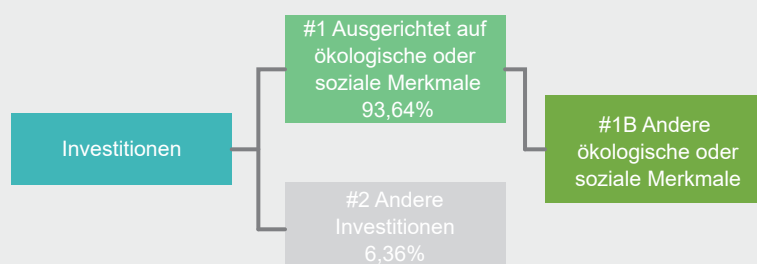 Investitionen
#1 Ausgerichtet auf
ökologische oder
soziale Merkmale
93,64%
#2 Andere
Investitionen
6,36%
#1B Andere
ökologische oder
soziale Merkmale